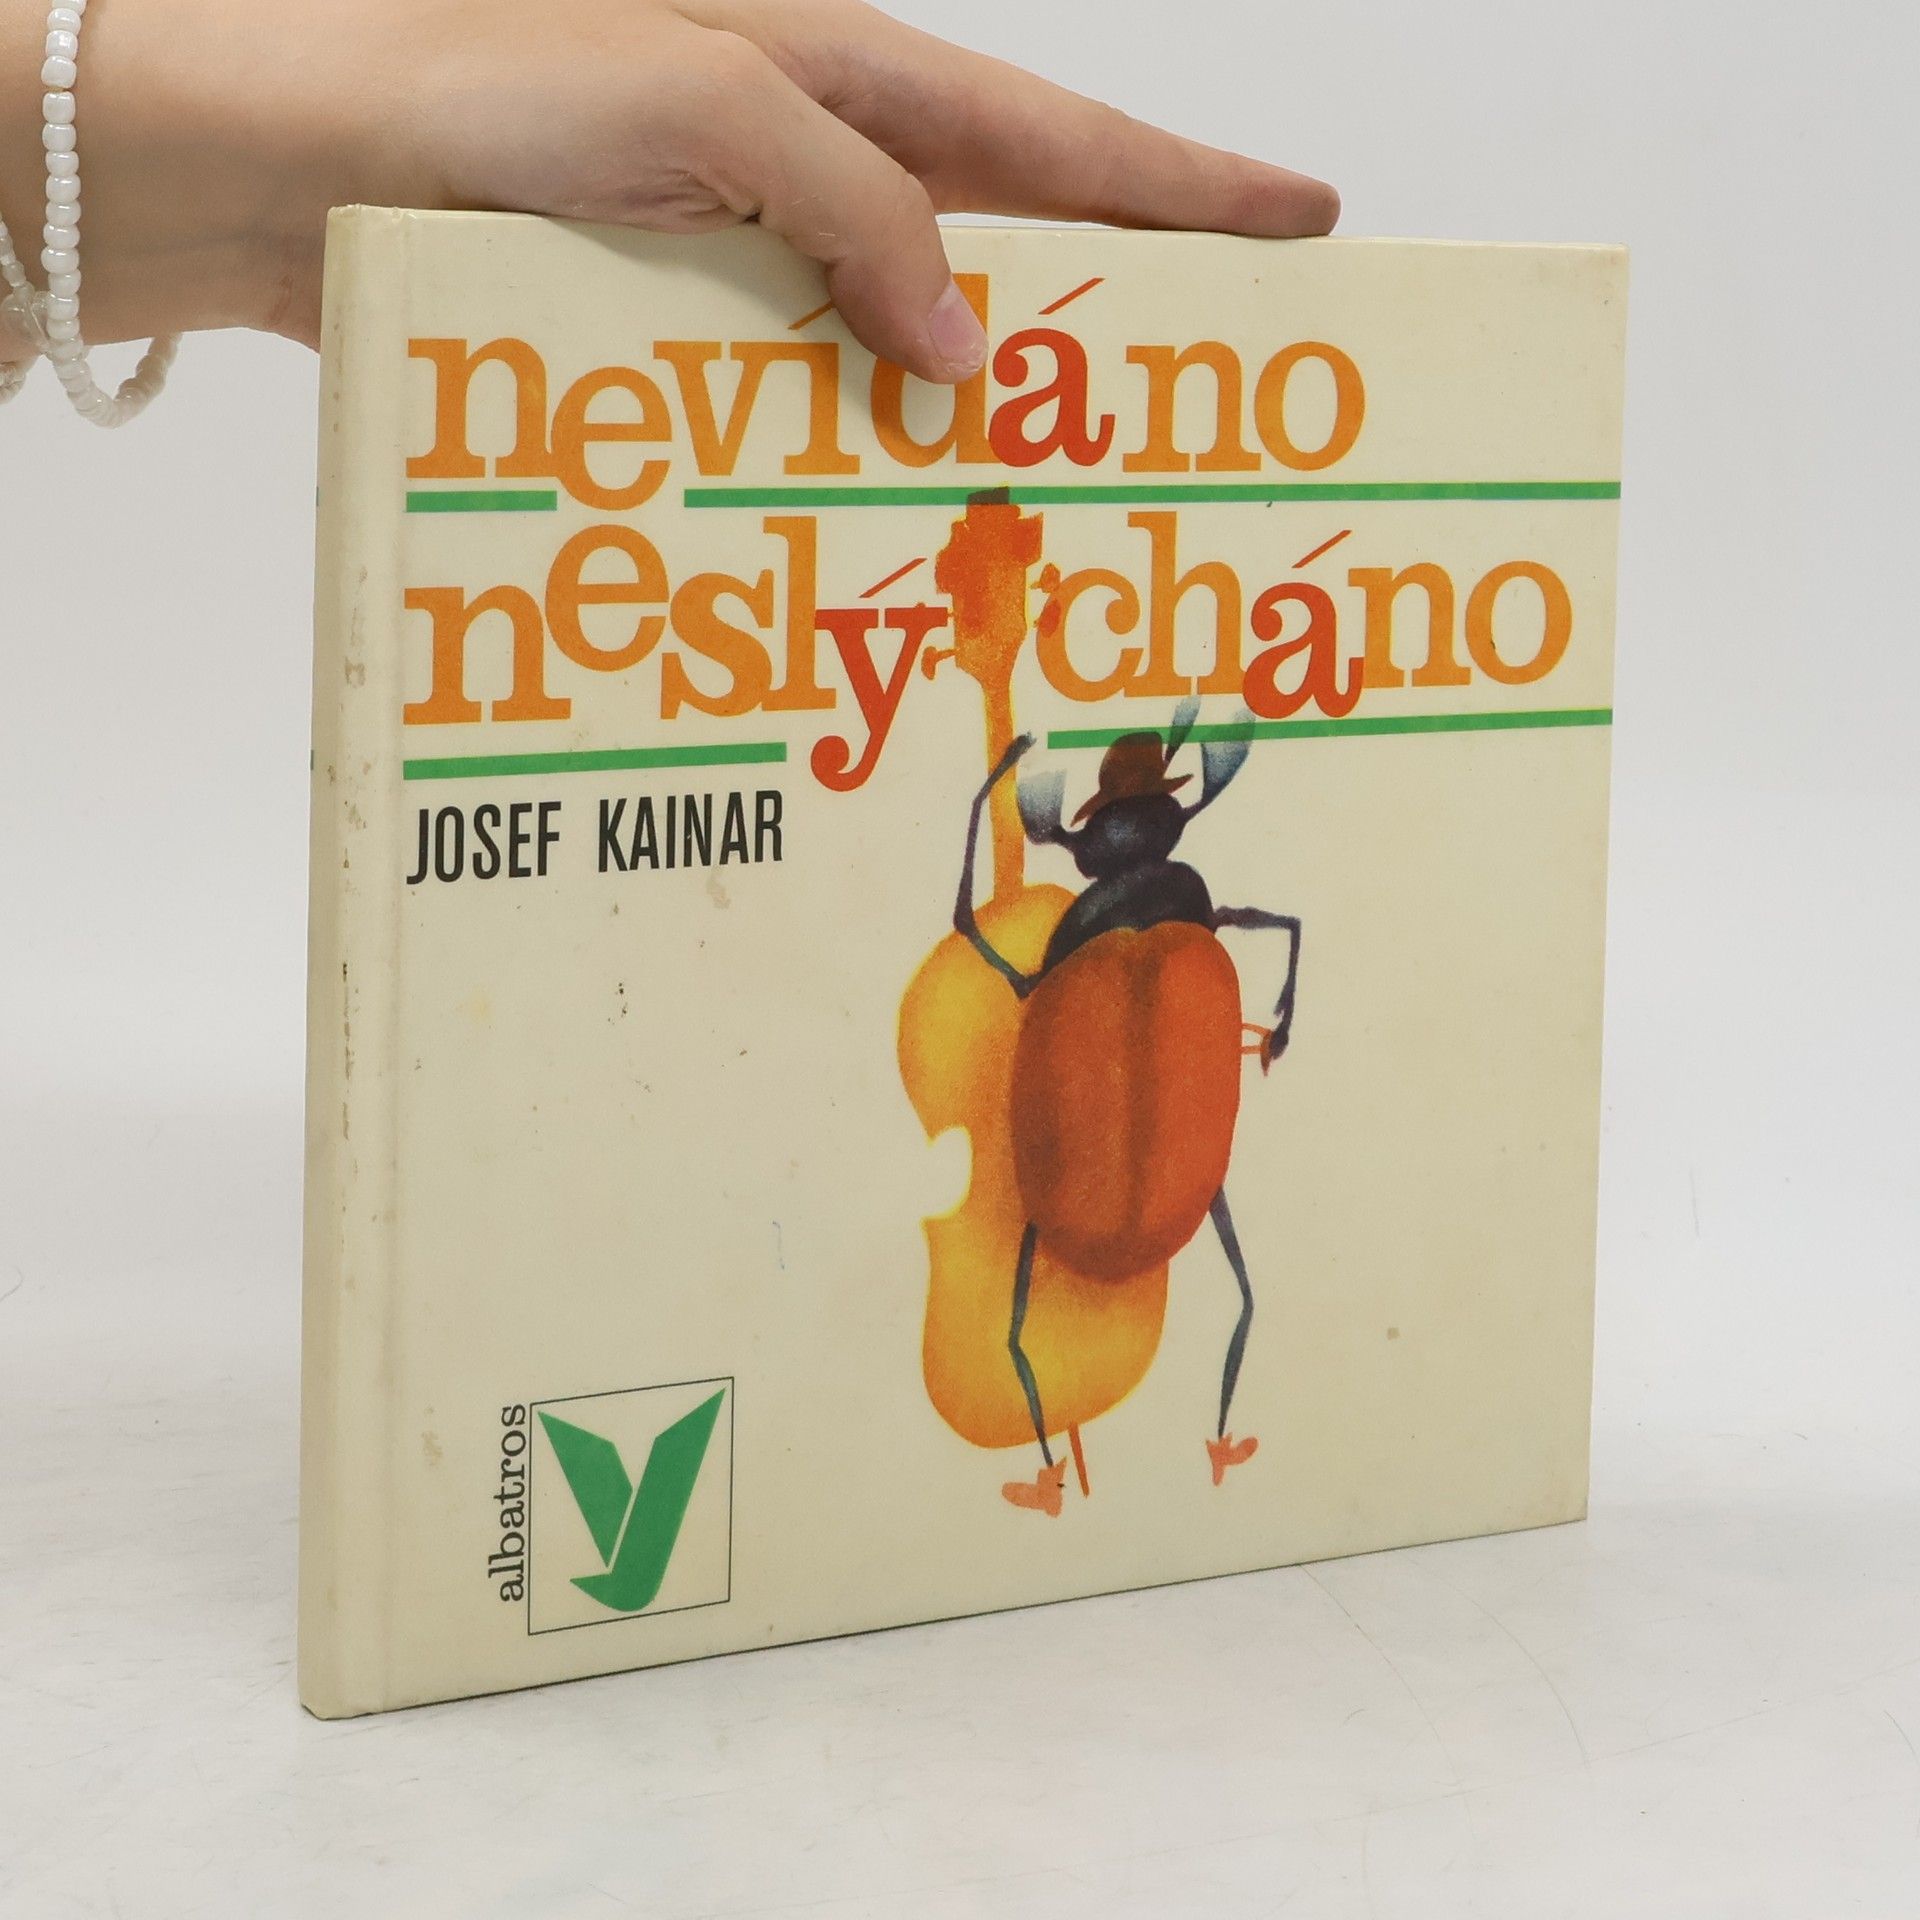 nevídáno
neslýcháno
JOSEF KAINAR
albatros